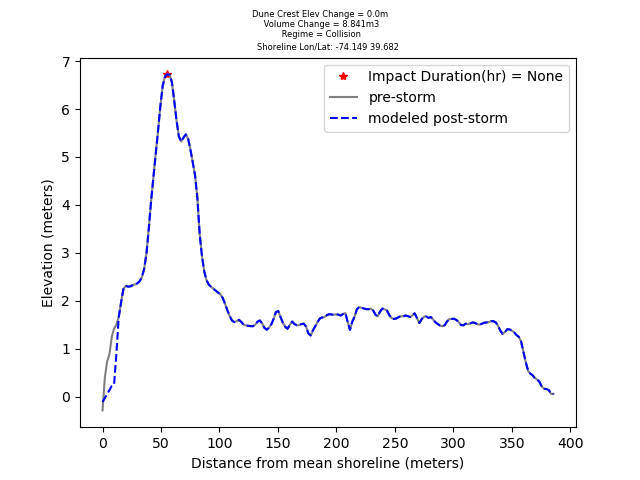 Dune Crest Elev Change = 0.0m
Volume Change = 8.841m3
Regime = Collision
Shoreline Lon/Lat: -74.149 39.682
Impact Duration(hr) = None
pre-storm
modeled post-storm
7
6
5
4
3
2
1
0
Elevation (meters)
0 50 100 150 200 250 300 350 400
Distance from mean shoreline (meters)